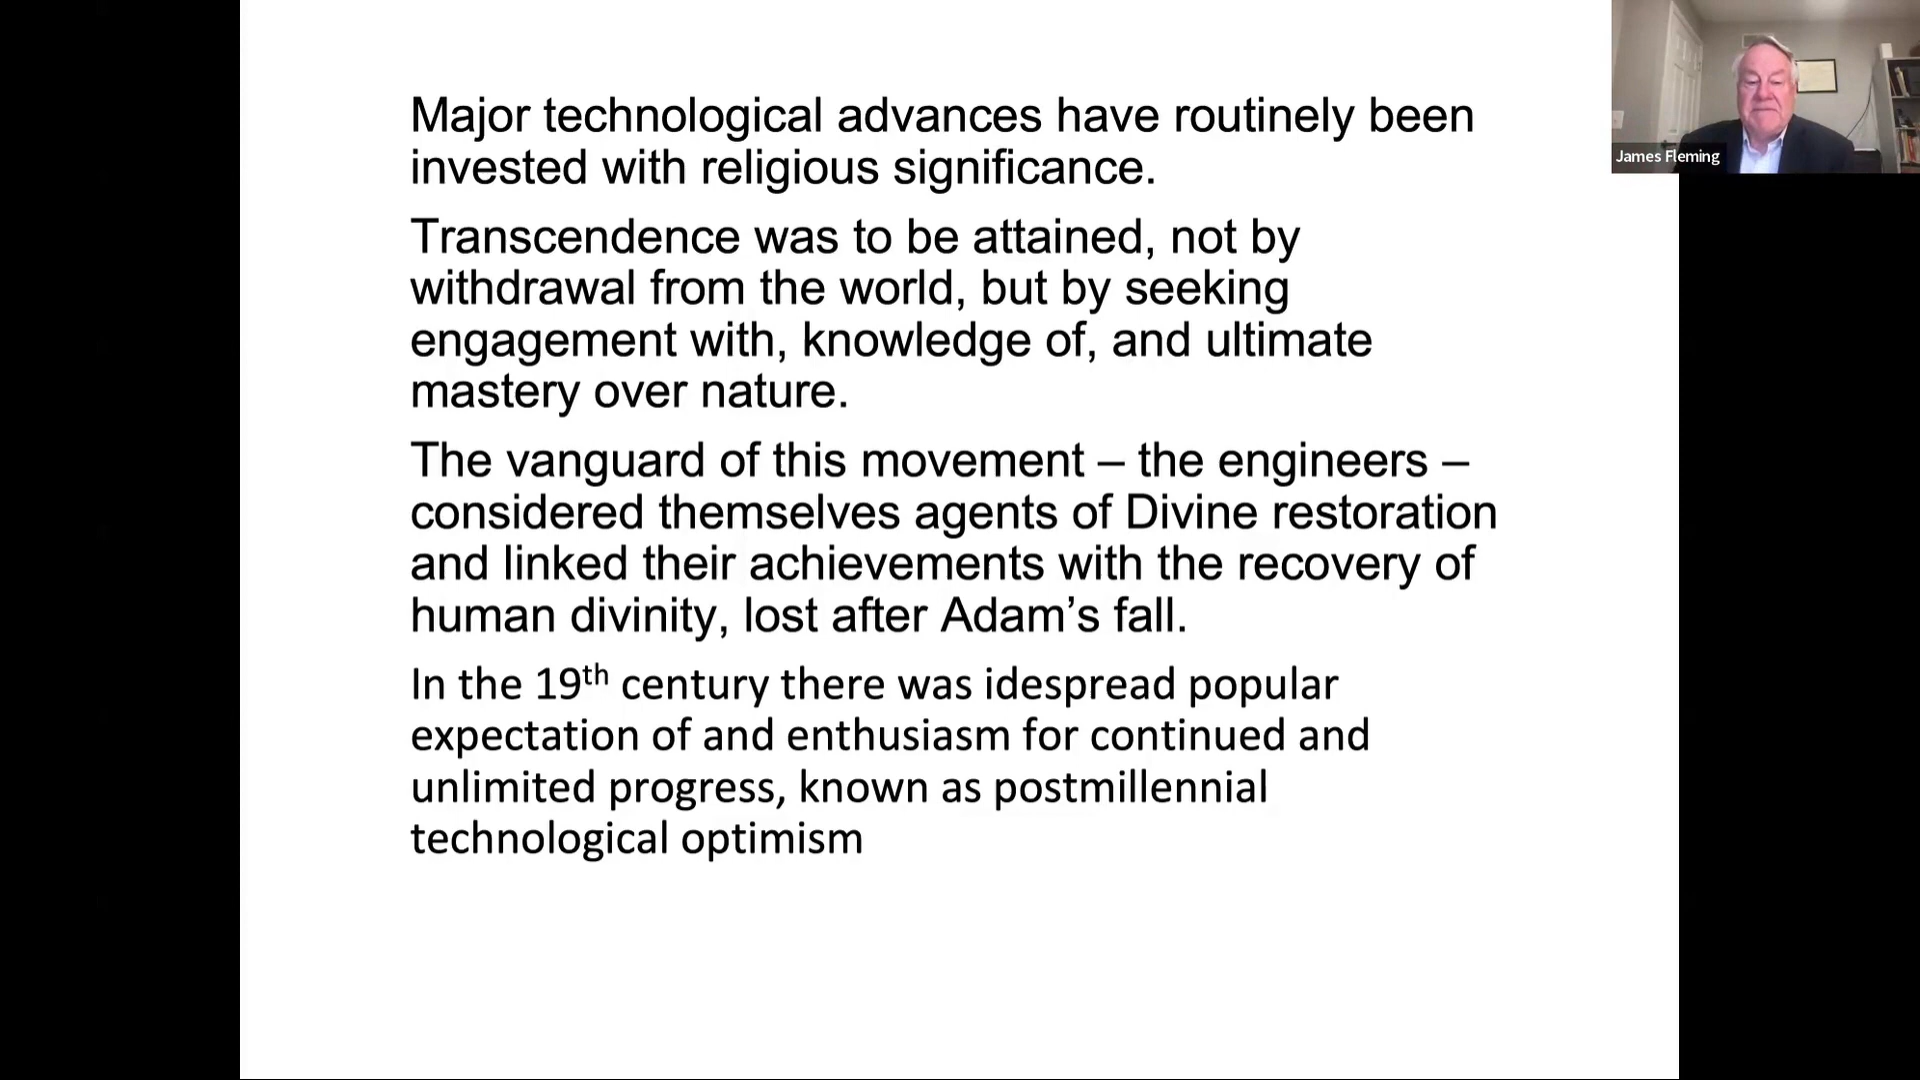 Major technological advances have routinely been
invested with religious significance.
Transcendence was to be attained, not by
withdrawal from the world, but by seeking
engagement with, knowledge of, and ultimate
mastery over nature.
The vanguard of this movement – the engineers –
considered themselves agents of Divine restoration
and linked their achievements with the recovery of
human divinity, lost after Adam’s fall.
In the 19th century there was idespread popular
expectation of and enthusiasm for continued and
unlimited progress, known as postmillennial
technological optimism
James Fleming